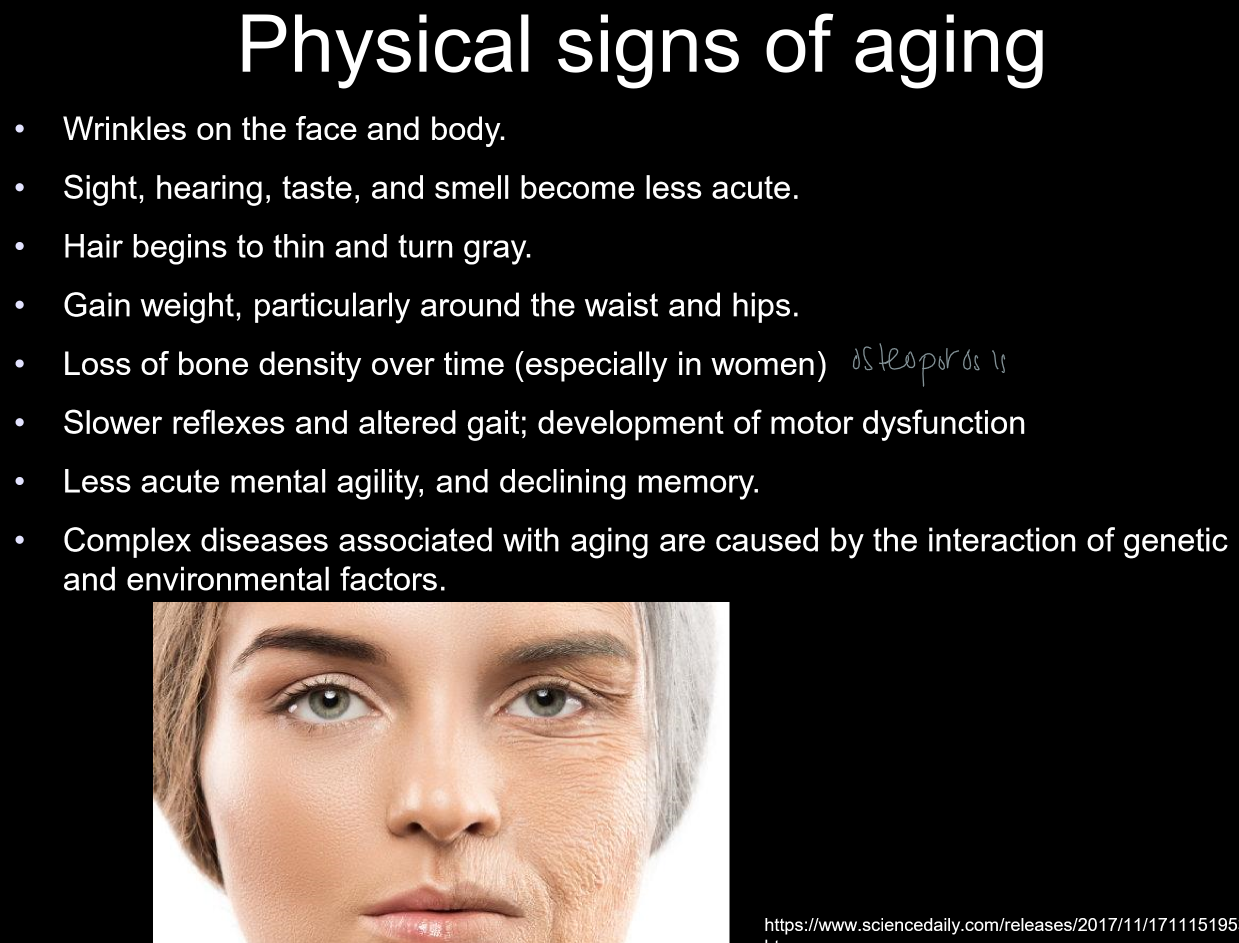 Physical signs of aging
• Wrinkles on the face and body.
• Sight, hearing, taste, and smell become less acute.
• Hair begins to thin and turn gray.
• Gain weight, particularly around the waist and hips.
• Loss of bone density over time (especially in women) osteoporosis
• Slower reflexes and altered gait; development of motor dysfunction
• Less acute mental agility, and declining memory.
• Complex diseases associated with aging are caused by the interaction of genetic
and environmental factors.
https://www.sciencedaily.com/releases/2017/11/171115195